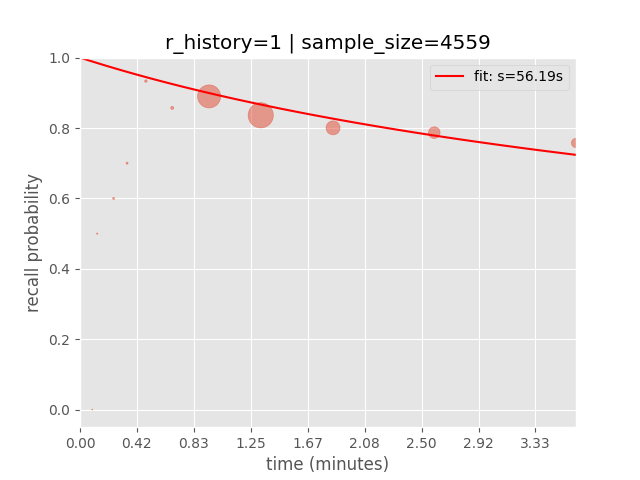 r_history=1 | sample_size=4559
fit: s=56.19s
recall probability
1.0
0.8
0.6
0.4
0.2
0.0
0.00 0.42 0.83 1.25 1.67 2.08 2.50 2.92 3.33
time (minutes)